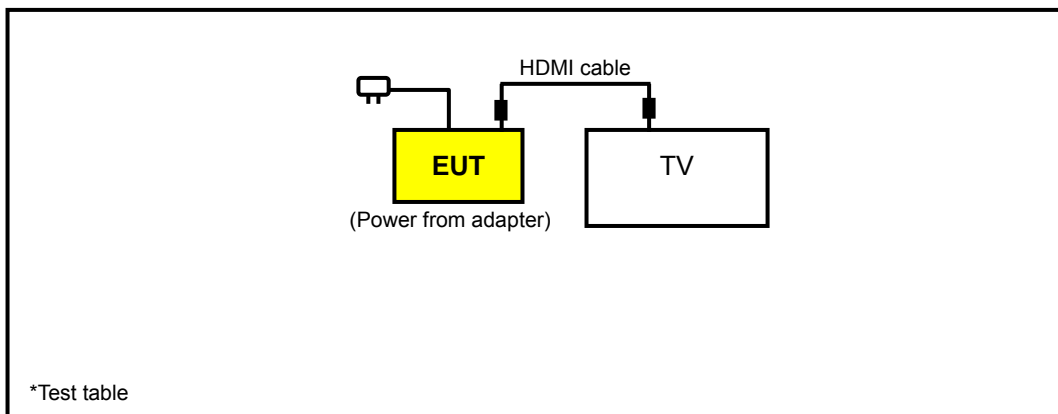 HDMI cable
EUT
TV
(Power from adapter)
*Test table